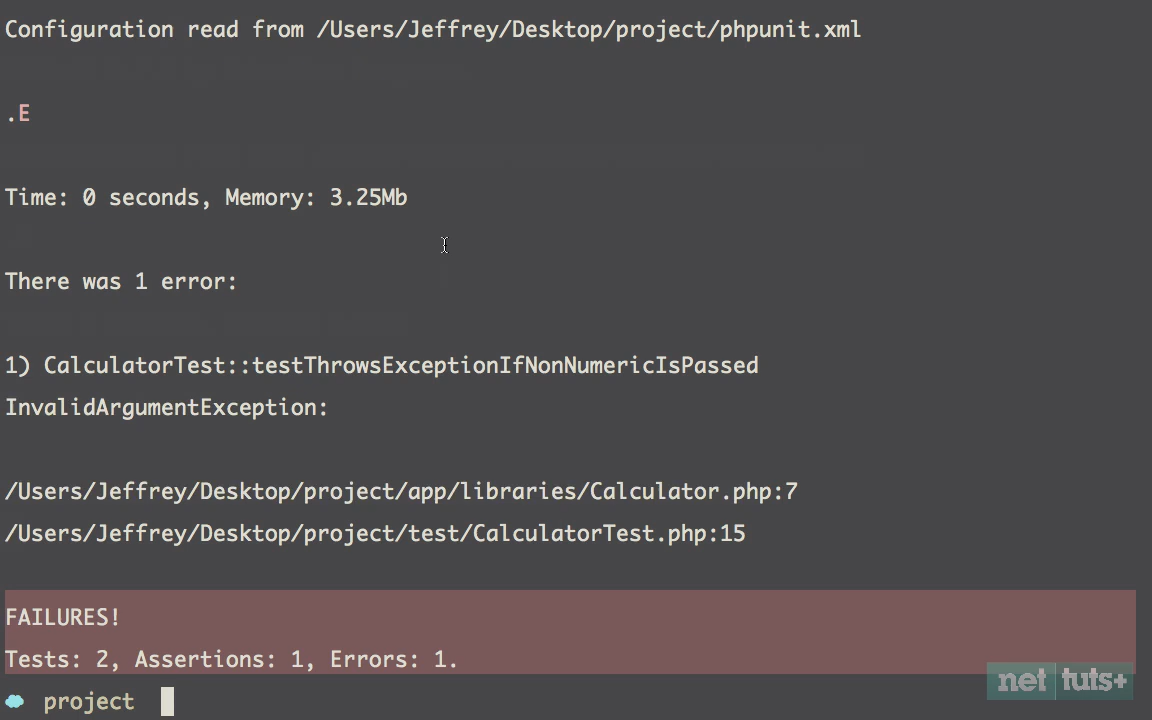 Configuration read from /Users/Jeffrey/Desktop/project/phpunit.xml
.E
Time: 0 seconds, Memory: 3.25Mb
There was 1 error:
1) CalculatorTest::testThrowsExceptionIfNonNumericIsPassed
InvalidArgumentException:
/Users/Jeffrey/Desktop/project/app/libraries/Calculator.php:7
/Users/Jeffrey/Desktop/project/test/CalculatorTest.php:15
FAILURES!
Tests: 2, Assertions: 1, Errors: 1.
project
net tuts+